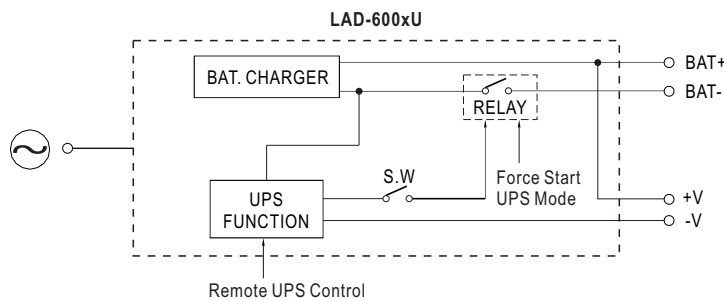 LAD-600xU
BAT. CHARGER
BAT+
BAT-
RELAY
S.W
Force Start
UPS Mode
UPS
FUNCTION
+V
-V
Remote UPS Control